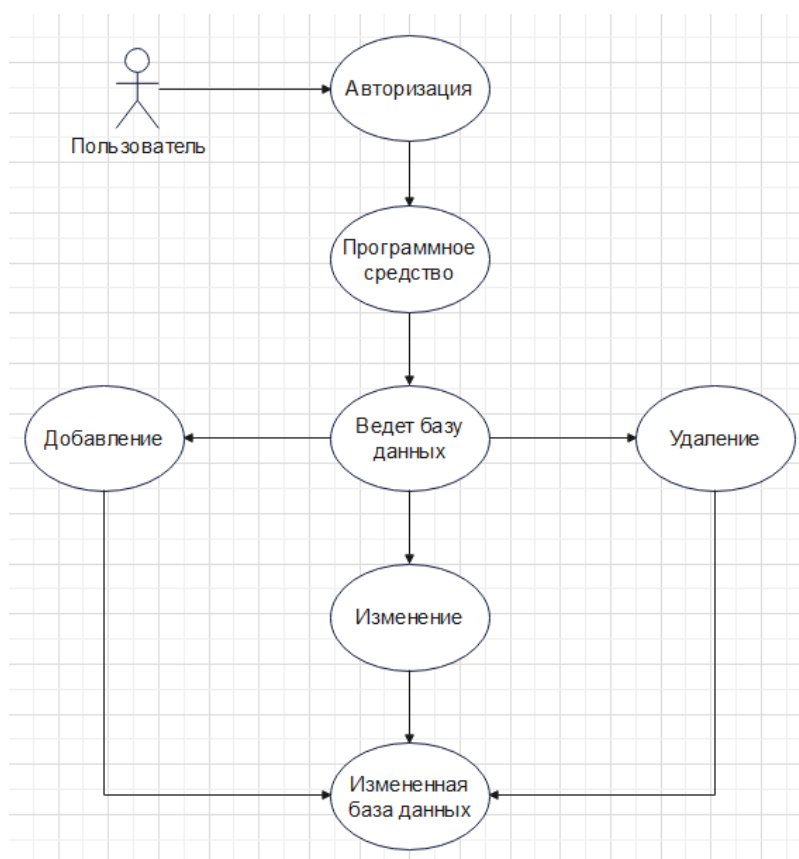 Авторизация
Пользователь
Программное
средство
Ведет базу
данных
Добавление
Удаление
Изменение
Измененная
база данных